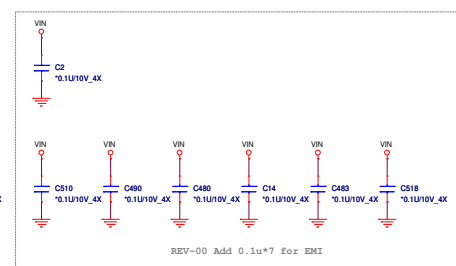 VIN
C2
*0.1U/10V_4X
VIN VIN VIN VIN VIN VIN
C510 C490 C480 C14 C483 C518
X *0.1U/10V_4X *0.1U/10V_4X *0.1U/10V_4X *0.1U/10V_4X *0.1U/10V_4X *0.1U/10V_4X
REV-00 Add 0.1u*7 for EMI